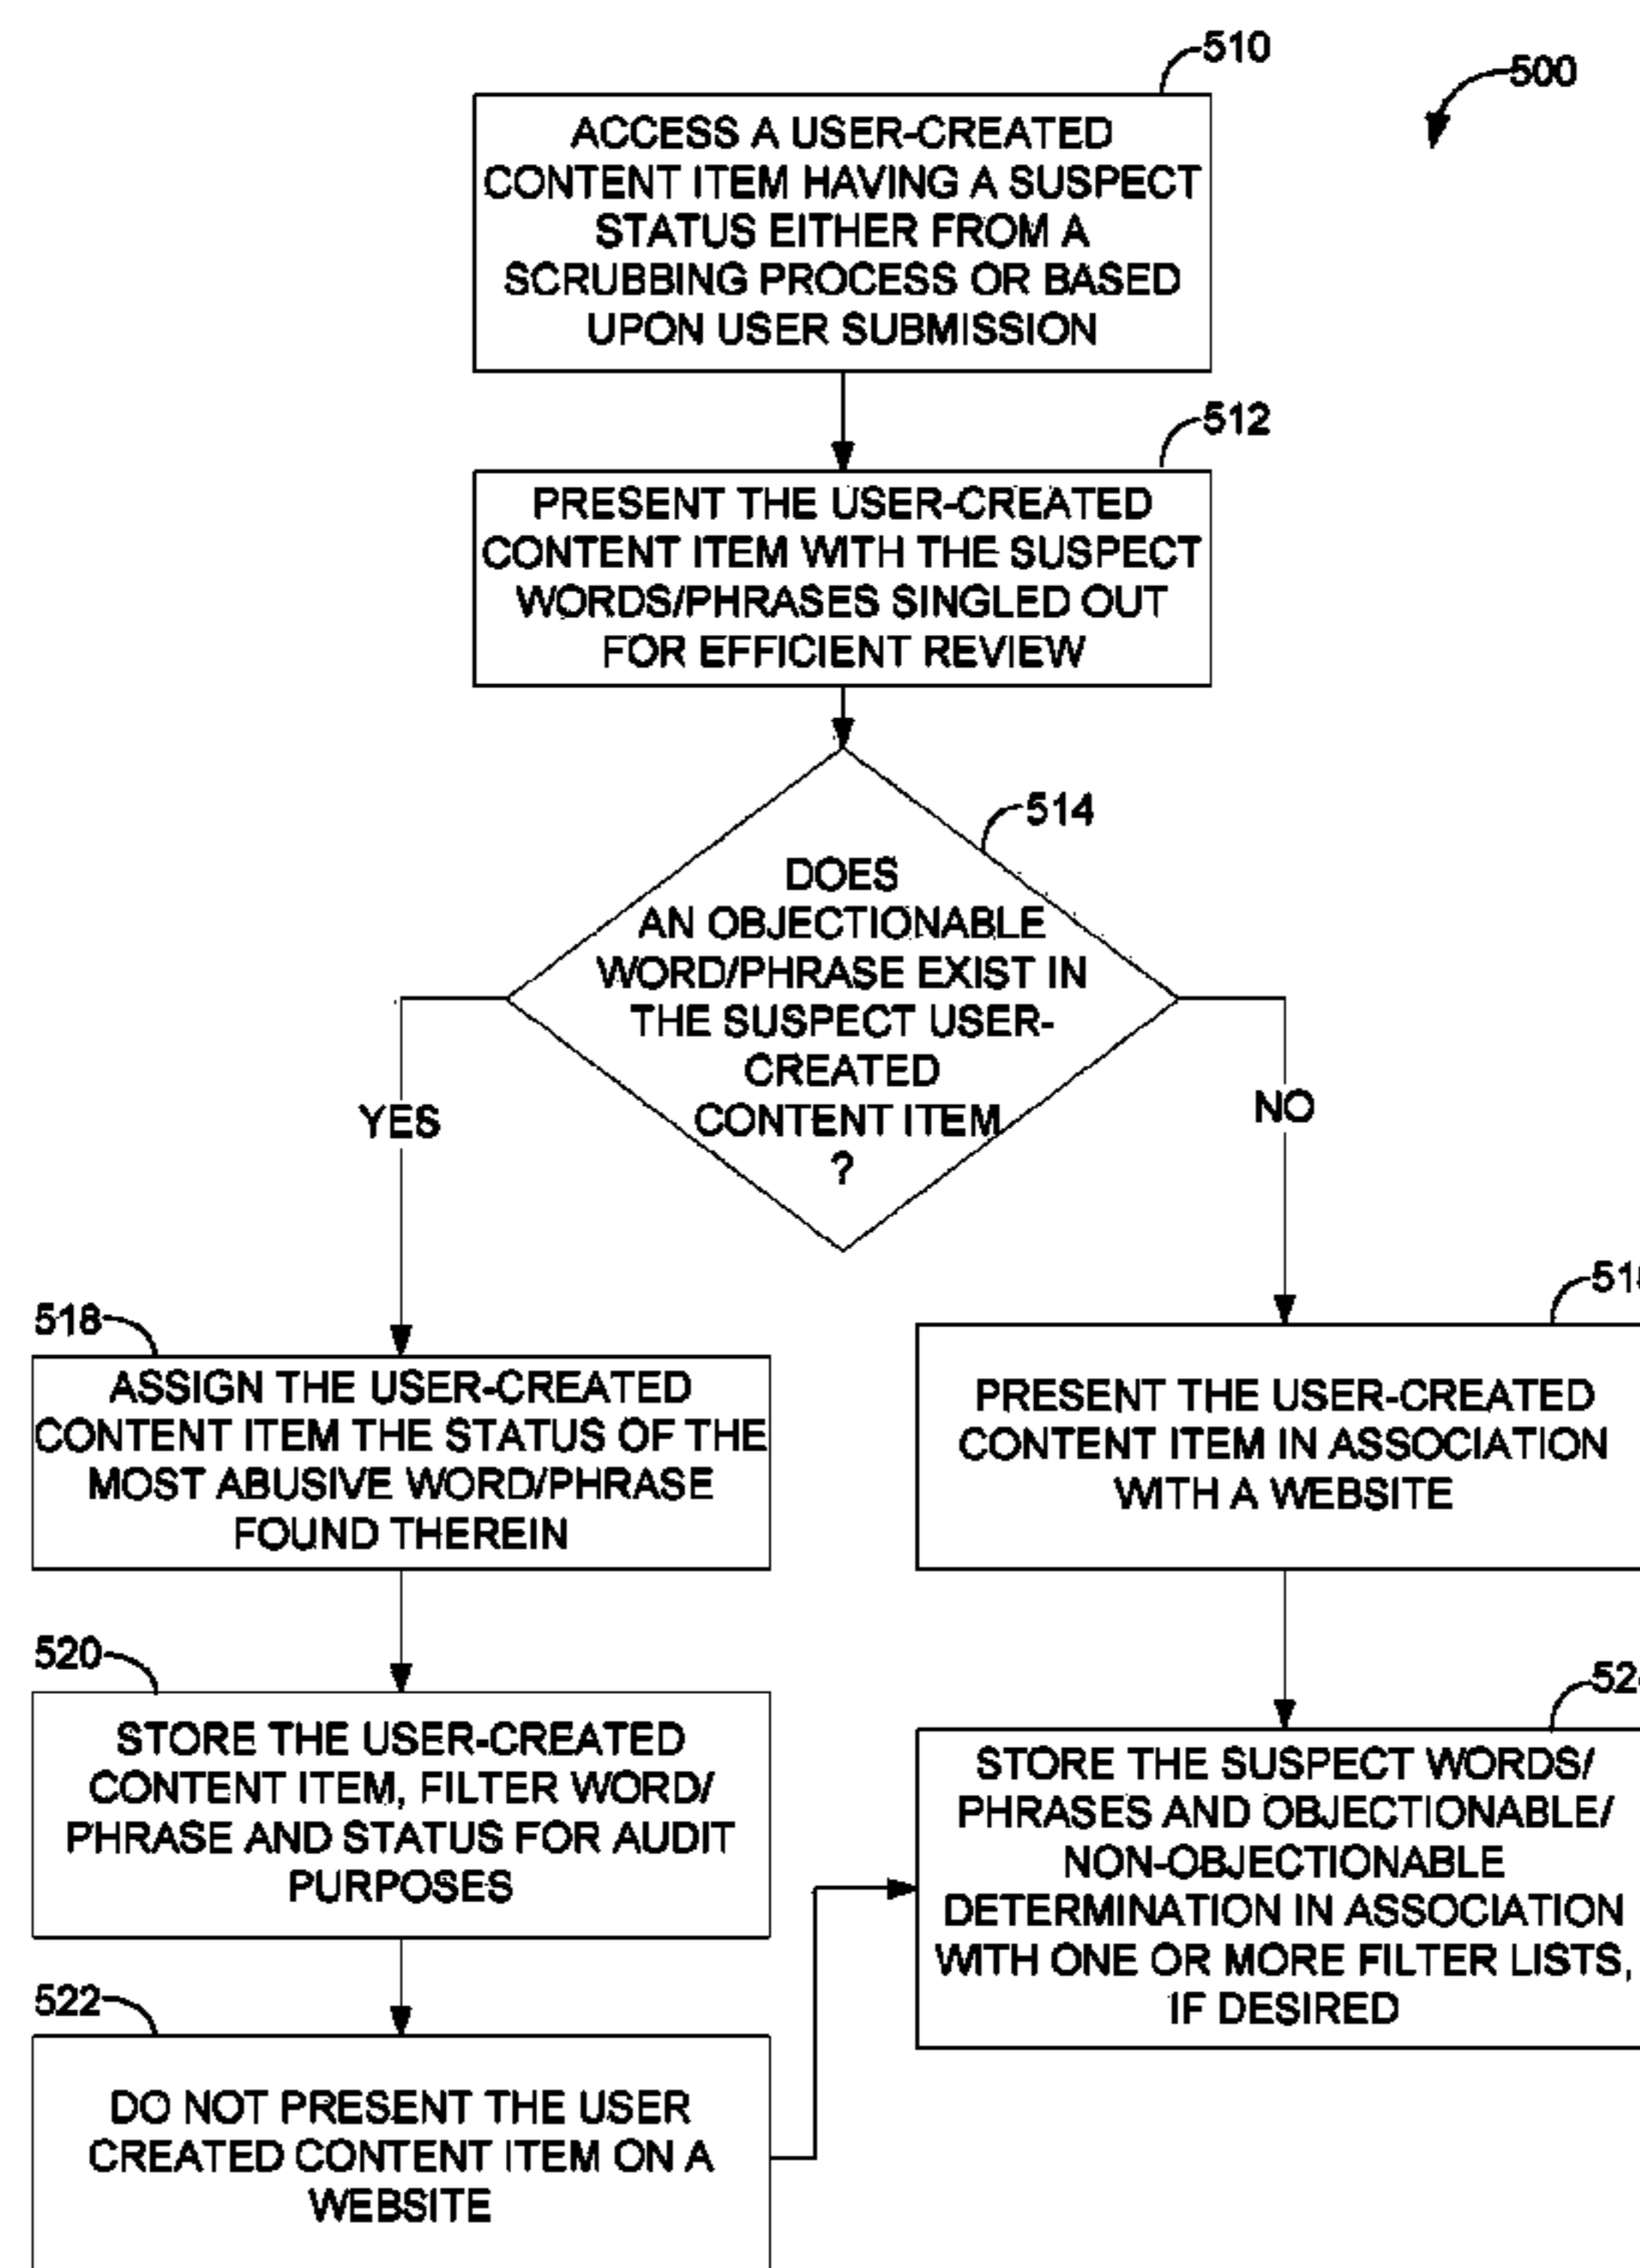 510
500
ACCESS A USER-CREATED
CONTENT ITEM HAVING A SUSPECT
STATUS EITHER FROM A
SCRUBBING PROCESS OR BASED
UPON USER SUBMISSION
512
PRESENT THE USER-CREATED
CONTENT ITEM WITH THE SUSPECT
WORDS/PHRASES SINGLED OUT
FOR EFFICIENT REVIEW
514
DOES
AN OBJECTIONABLE
WORD/PHRASE EXIST IN
THE SUSPECT USER-
CREATED
CONTENT ITEM
?
YES
NO
518
ASSIGN THE USER-CREATED
CONTENT ITEM THE STATUS OF THE
MOST ABUSIVE WORD/PHRASE
FOUND THEREIN
PRESENT THE USER-CREATED
CONTENT ITEM IN ASSOCIATION
WITH A WEBSITE
520
STORE THE USER-CREATED
CONTENT ITEM, FILTER WORD/
PHRASE AND STATUS FOR AUDIT
PURPOSES
STORE THE SUSPECT WORDS/
PHRASES AND OBJECTIONABLE/
NON-OBJECTIONABLE
DETERMINATION IN ASSOCIATION
WITH ONE OR MORE FILTER LISTS,
IF DESIRED
522
DO NOT PRESENT THE USER
CREATED CONTENT ITEM ON A
WEBSITE